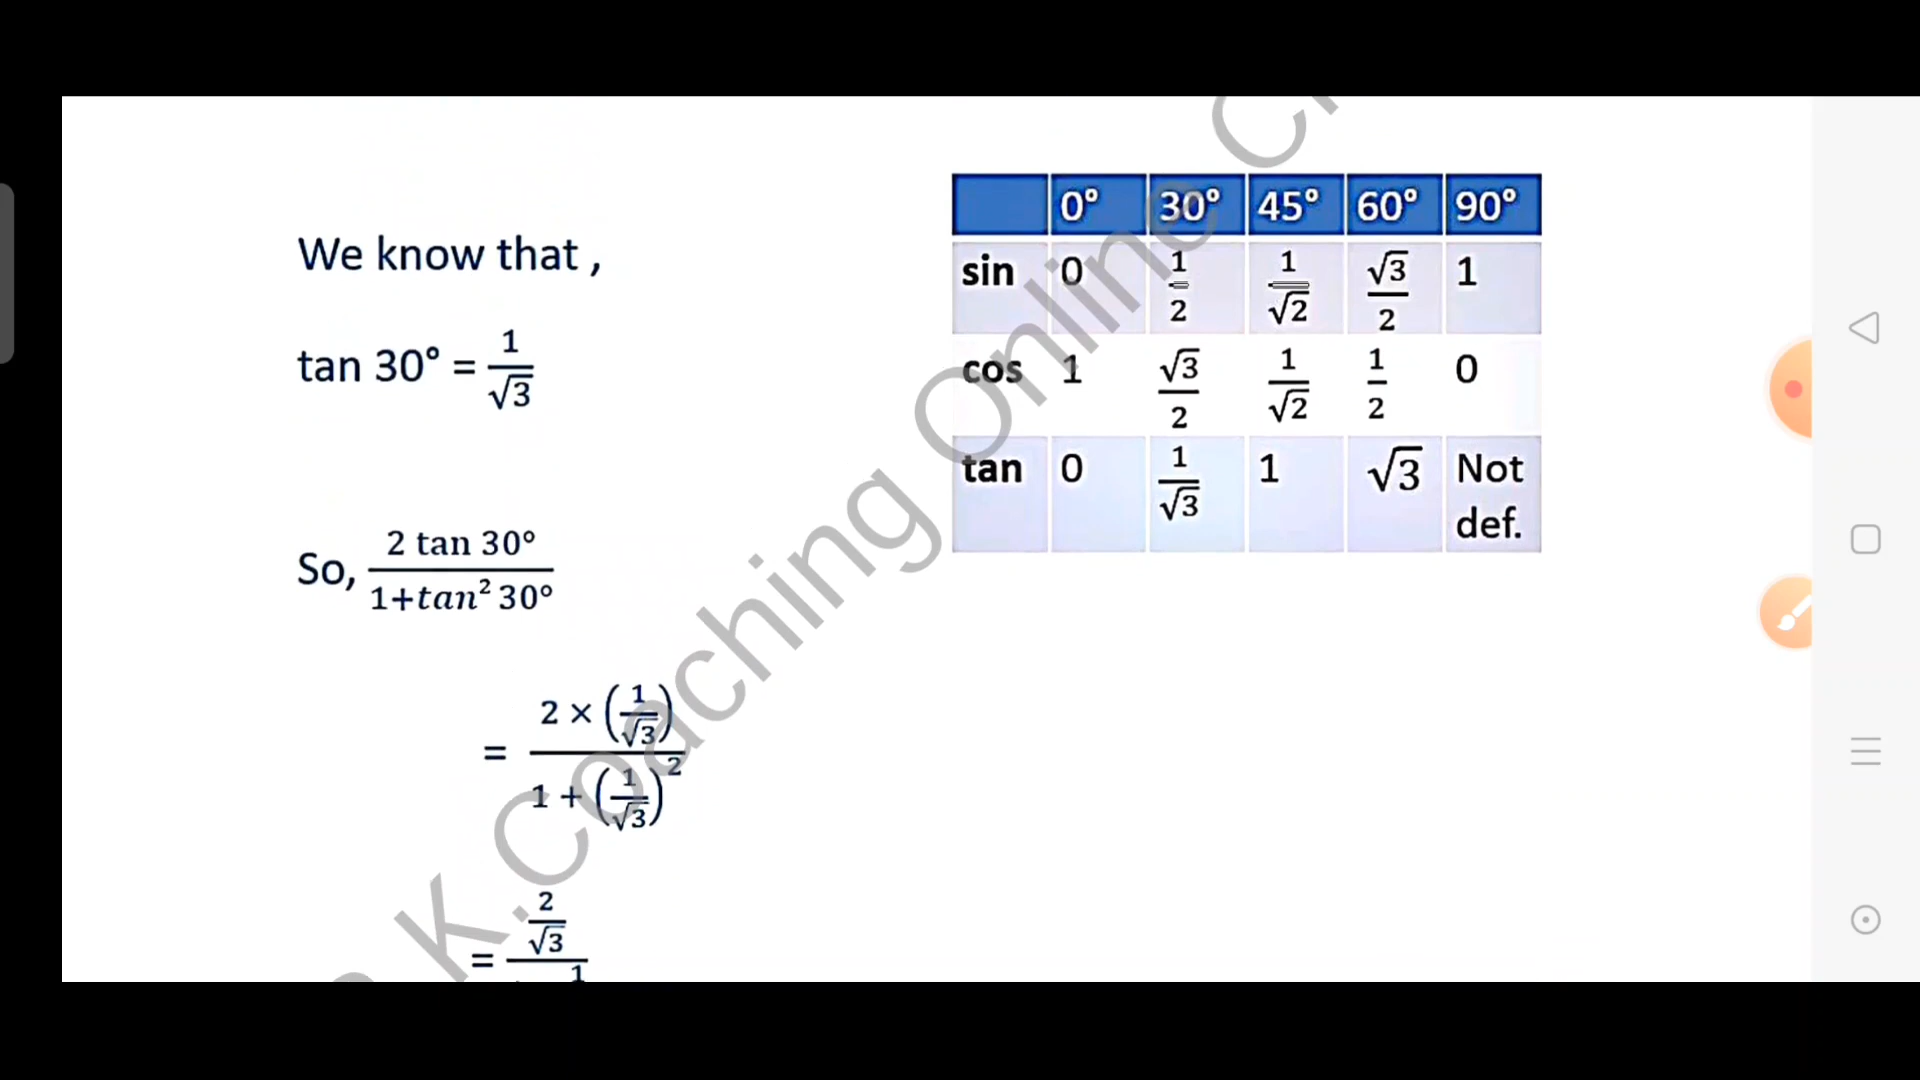 We know that ,
tan 30° = 1/√3
So, 2 tan 30° / 1+tan² 30°
= 2 × (1/√3) / 1 + (1/√3)²
= 2/√3 / 1
0° 30° 45° 60° 90°
sin 0 1/2 1/√2 √3/2 1
cos 1 √3/2 1/√2 1/2 0
tan 0 1/√3 1 √3 Not def.
K.Coaching Online